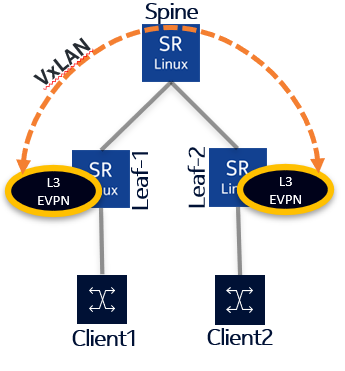 Spine
VxLAN
SR
Linux
SR
Linux
Leaf-1
Leaf-2
SR
Linux
L3
EVPN
L3
EVPN
Client1
Client2